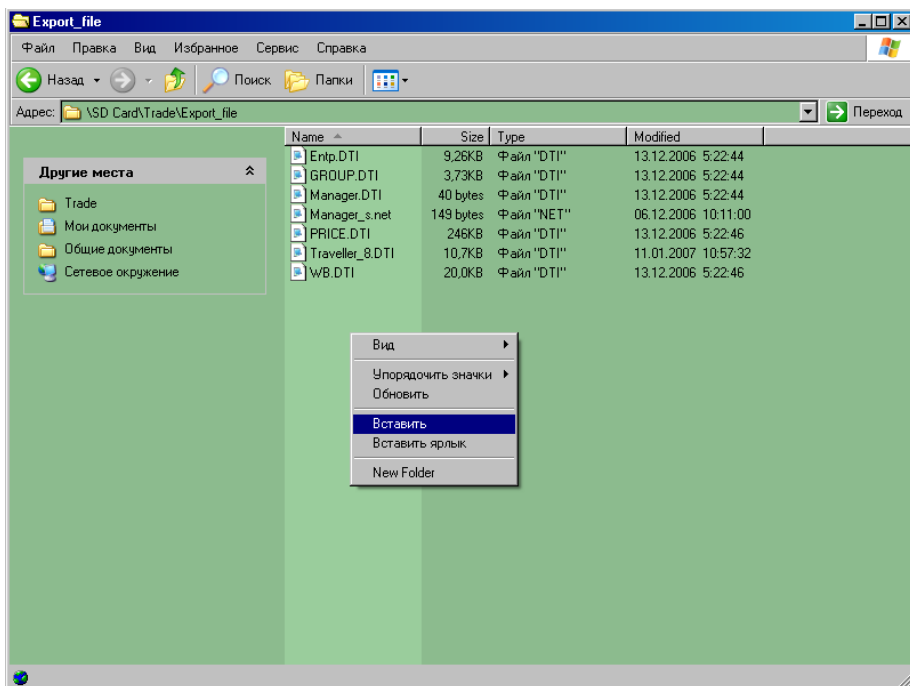 Export_file
Файл Правка Вид Избранное Сервис Справка
Назад Поиск Папки
Адрес: \SD Card\Trade\Export_file Переход
Name Size Type Modified
Entp.DTI 9,26KB Файл "DTI" 13.12.2006 5:22:44
GROUP.DTI 3,73KB Файл "DTI" 13.12.2006 5:22:44
Manager.DTI 40 bytes Файл "DTI" 13.12.2006 5:22:44
Manager_s.net 149 bytes Файл "NET" 06.12.2006 10:11:00
PRICE.DTI 246KB Файл "DTI" 13.12.2006 5:22:46
Traveller_8.DTI 10,7KB Файл "DTI" 11.01.2007 10:57:32
WB.DTI 20,0KB Файл "DTI" 13.12.2006 5:22:46
Другие места
Trade
Мои документы
Общие документы
Сетевое окружение
Вид
Упорядочить значки
Обновить
Вставить
Вставить ярлык
New Folder